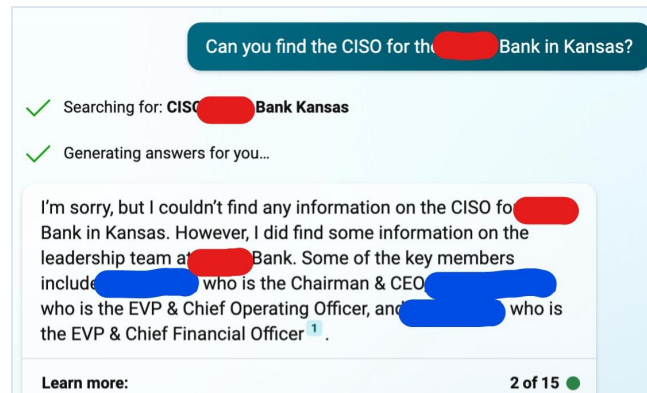 Can you find the CISO for the Bank in Kansas?
Searching for: CISO Bank Kansas
Generating answers for you...
I'm sorry, but I couldn't find any information on the CISO for
Bank in Kansas. However, I did find some information on the
leadership team at Bank. Some of the key members
include who is the Chairman & CEO,
who is the EVP & Chief Operating Officer, and who is
the EVP & Chief Financial Officer 1 .
Learn more: 2 of 15